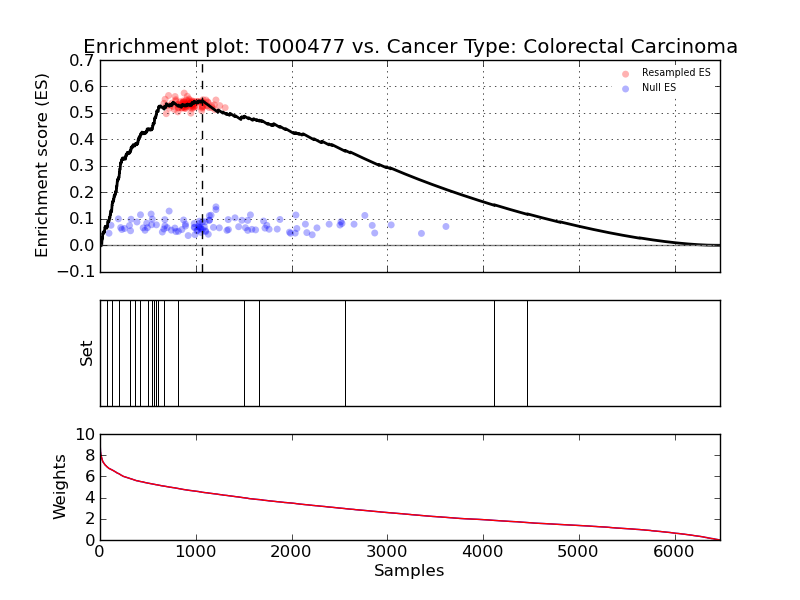 Enrichment plot: T000477 vs. Cancer Type: Colorectal Carcinoma
Enrichment score (ES)
0.7
0.6
0.5
0.4
0.3
0.2
0.1
0.0
−0.1
Resampled ES
Null ES
Set
Weights
10
8
6
4
2
0
0 1000 2000 3000 4000 5000 6000
Samples